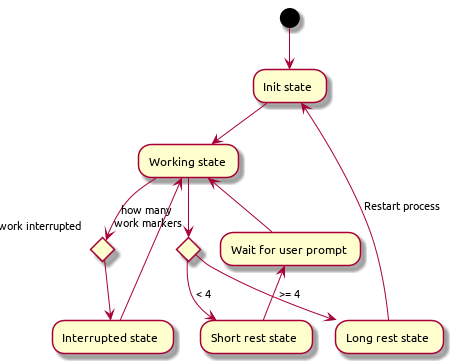 Init state
Working state
Restart process
how many
work interrupted
work markers
Wait for user prompt
< 4
>= 4
Interrupted state
Short rest state
Long rest state